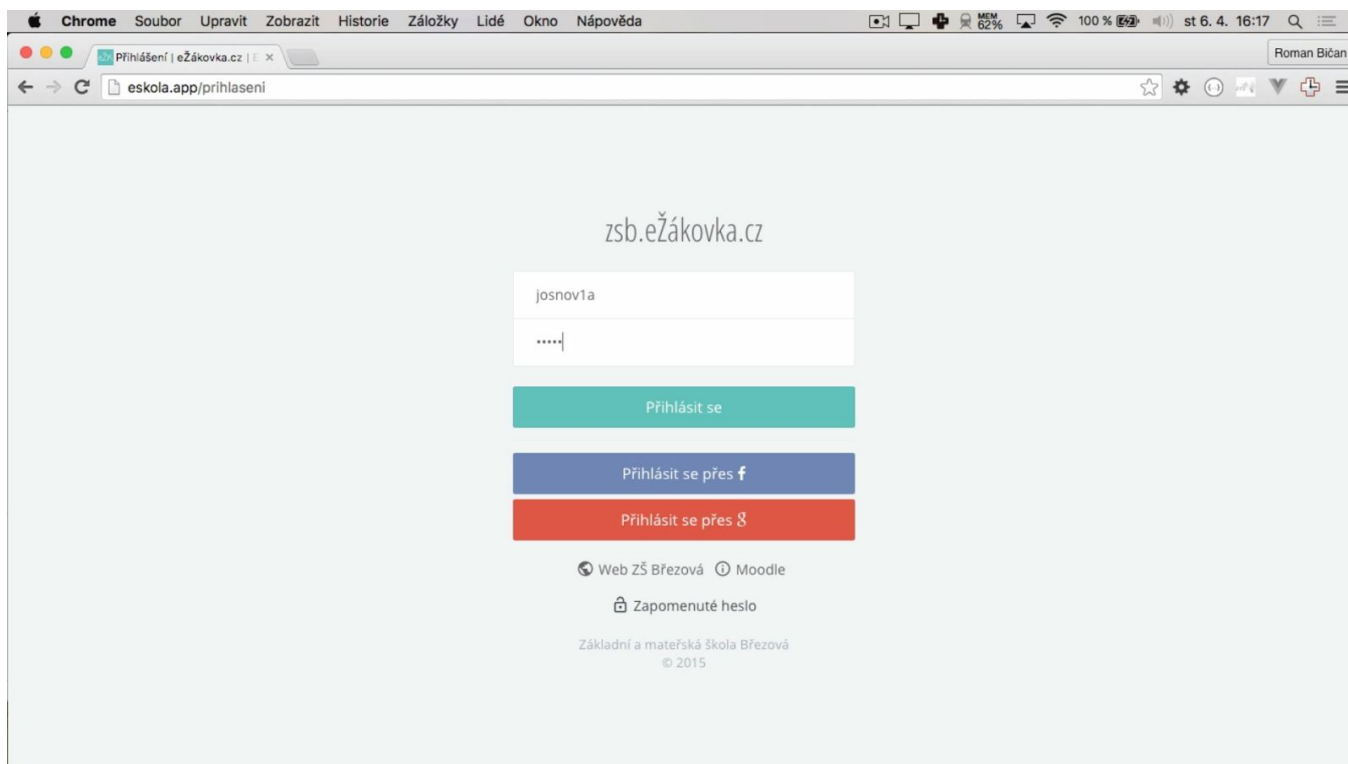 Chrome Soubor Upravit Zobrazit Historie Záložky Lidé Okno Nápověda MEM 62% 100 % st 6. 4. 16:17
Přihlášení | eŽákovka.cz | E Roman Bičan
eskola.app/prihlaseni
zsb.eŽákovka.cz
josnov1a
•••••
Přihlásit se
Přihlásit se přes f
Přihlásit se přes g
Web ZŠ Březová Moodle
Zapomenuté heslo
Základní a mateřská škola Březová
© 2015